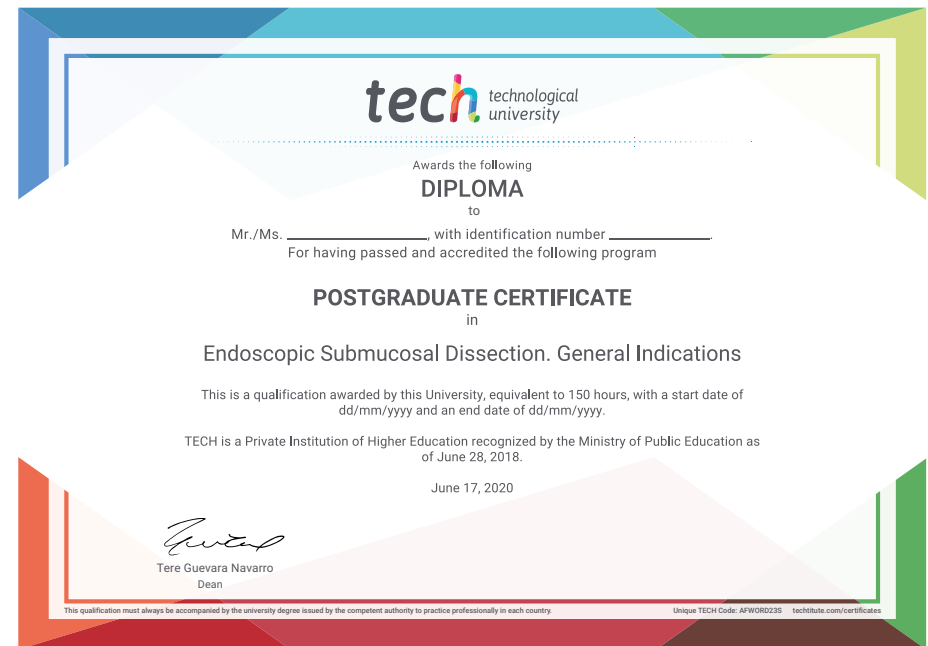 tech technological
university
Awards the following
DIPLOMA
to
Mr./Ms. ____________________, with identification number ______________.
For having passed and accredited the following program
POSTGRADUATE CERTIFICATE
in
Endoscopic Submucosal Dissection. General Indications
This is a qualification awarded by this University, equivalent to 150 hours, with a start date of
dd/mm/yyyy and an end date of dd/mm/yyyy.
TECH is a Private Institution of Higher Education recognized by the Ministry of Public Education as
of June 28, 2018.
June 17, 2020
Tere Guevara Navarro
Dean
This qualification must always be accompanied by the university degree issued by the competent authority to practice professionally in each country.
Unique TECH Code: AFWORD23S techtitute.com/certificates